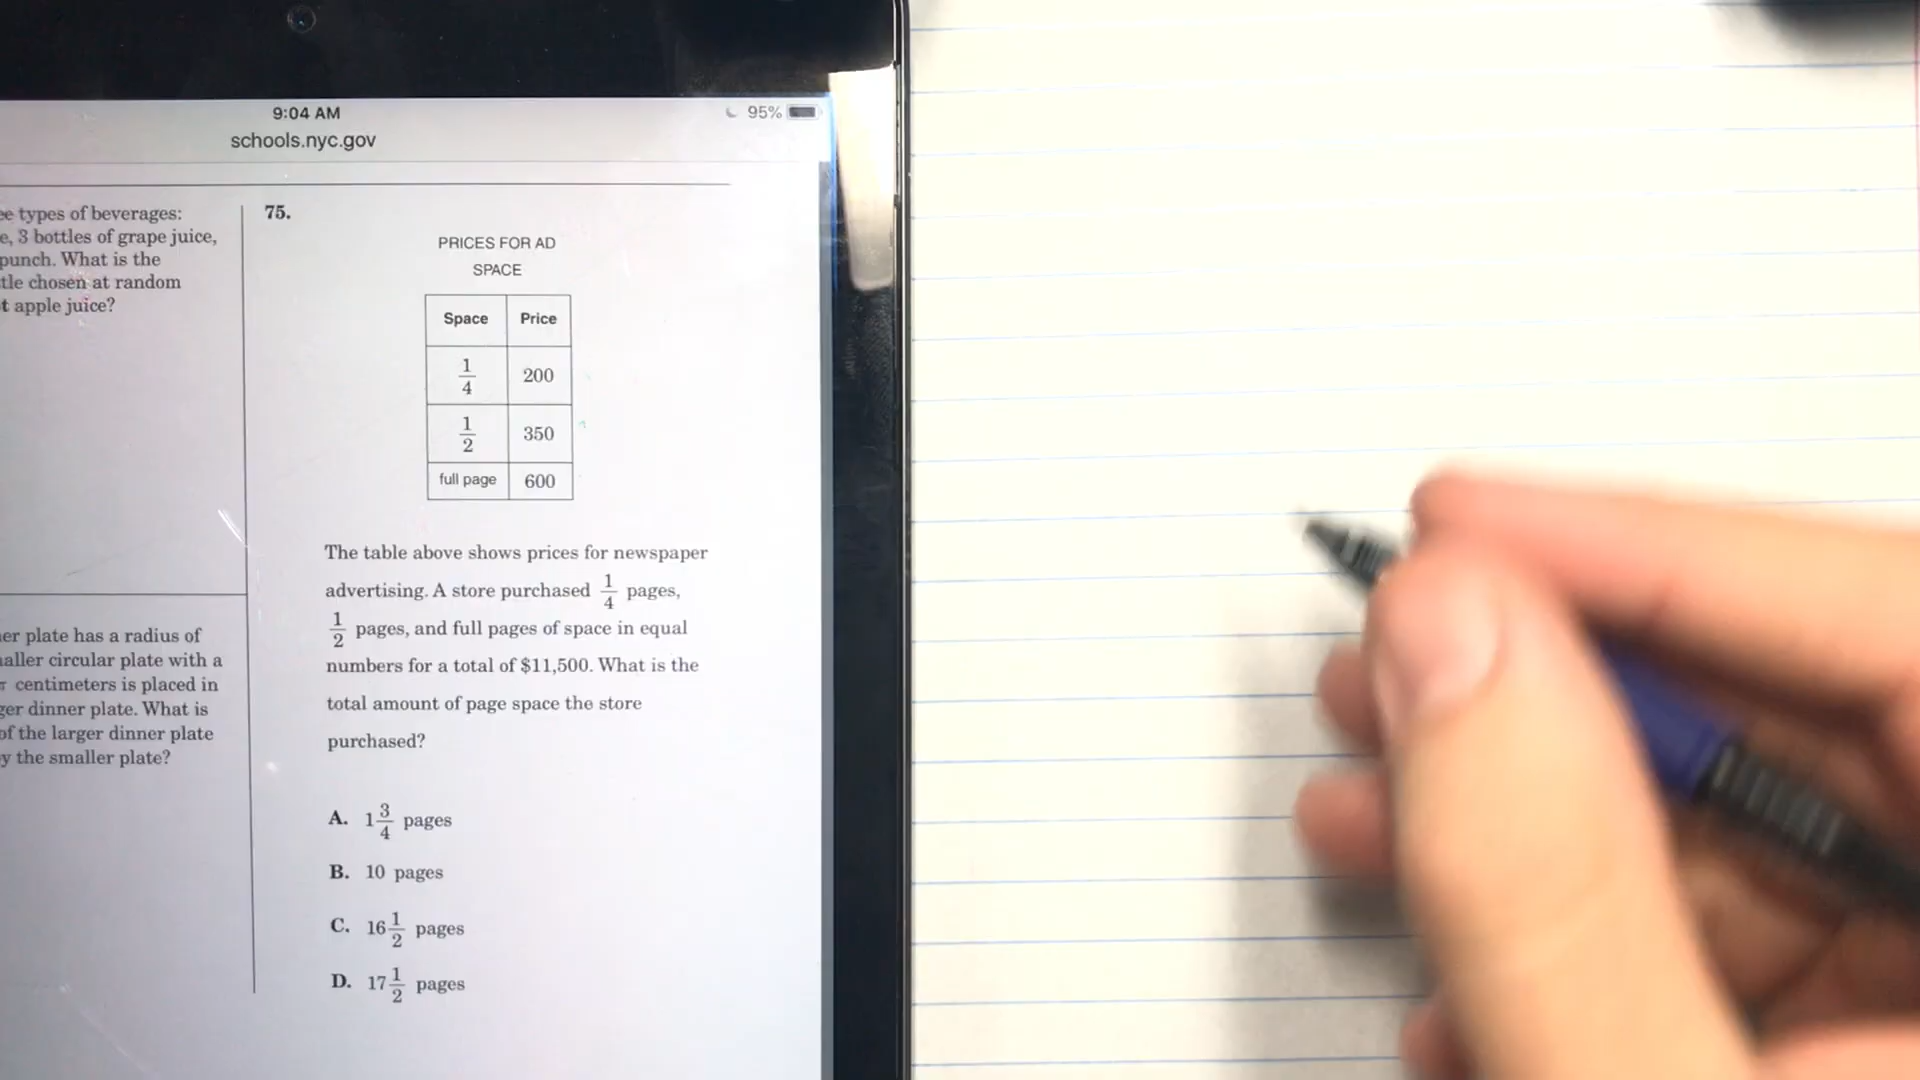 9:04 AM
95%
schools.nyc.gov
types of beverages:
3 bottles of grape juice,
punch. What is the
chosen at random
apple juice?
plate has a radius of
circular plate with a
centimeters is placed in
dinner plate. What is
of the larger dinner plate
the smaller plate?
75.
PRICES FOR AD
SPACE
Space Price
1/4 200
1/2 350
full page 600
The table above shows prices for newspaper
advertising. A store purchased 1/4 pages,
1/2 pages, and full pages of space in equal
numbers for a total of $11,500. What is the
total amount of page space the store
purchased?
A. 1 3/4 pages
B. 10 pages
C. 16 1/2 pages
D. 17 1/2 pages